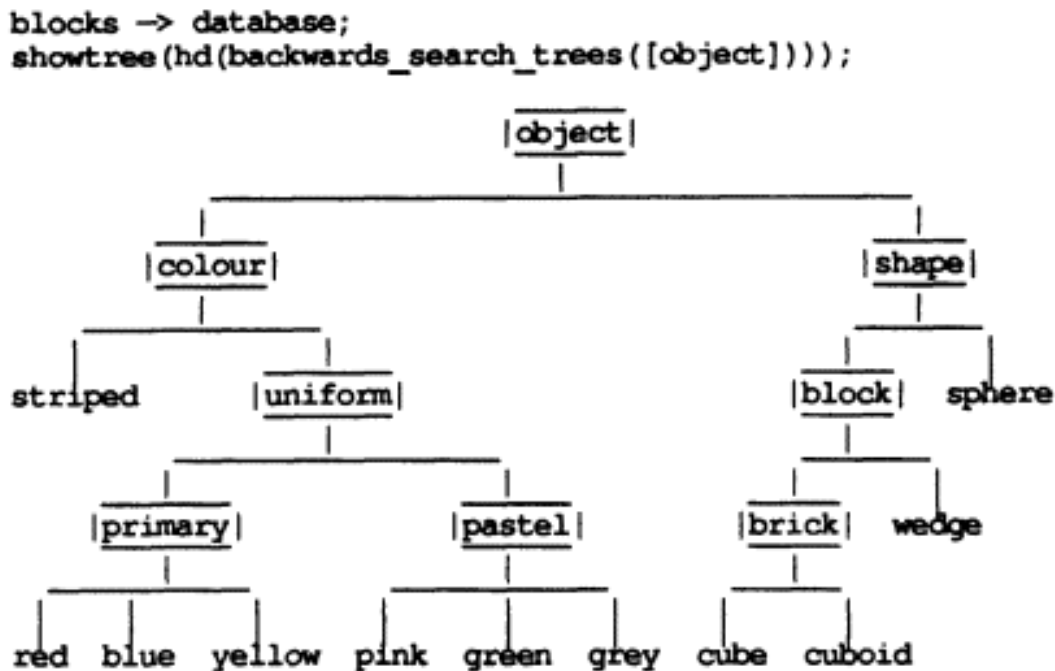 blocks -> database;
showtree(hd(backwards_search_trees([object])));
object
colour shape
striped uniform block sphere
primary pastel brick wedge
red blue yellow pink green grey cube cuboid